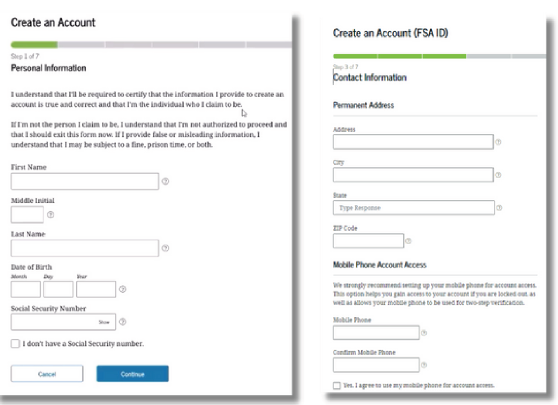 Create an Account
Step 1 of 7
Personal Information
I understand that I'll be required to certify that the information I provide to create an
account is true and correct and that I'm the individual who I claim to be.
If I'm not the person I claim to be, I understand that I'm not authorized to proceed and
that I should exit this form now. If I provide false or misleading information, I
understand that I may be subject to a fine, prison time, or both.
First Name
Middle Initial
Last Name
Date of Birth
Month Day Year
Social Security Number
Show
I don't have a Social Security number.
Cancel Continue
Create an Account (FSA ID)
Step 3 of 7
Contact Information
Permanent Address
Address
City
State
Type Response
ZIP Code
Mobile Phone Account Access
We strongly recommend setting up your mobile phone for account access.
This option helps you gain access to your account if you are locked out, as
well as allows your mobile phone to be used for two-step verification.
Mobile Phone
Confirm Mobile Phone
Yes, I agree to use my mobile phone for account access.